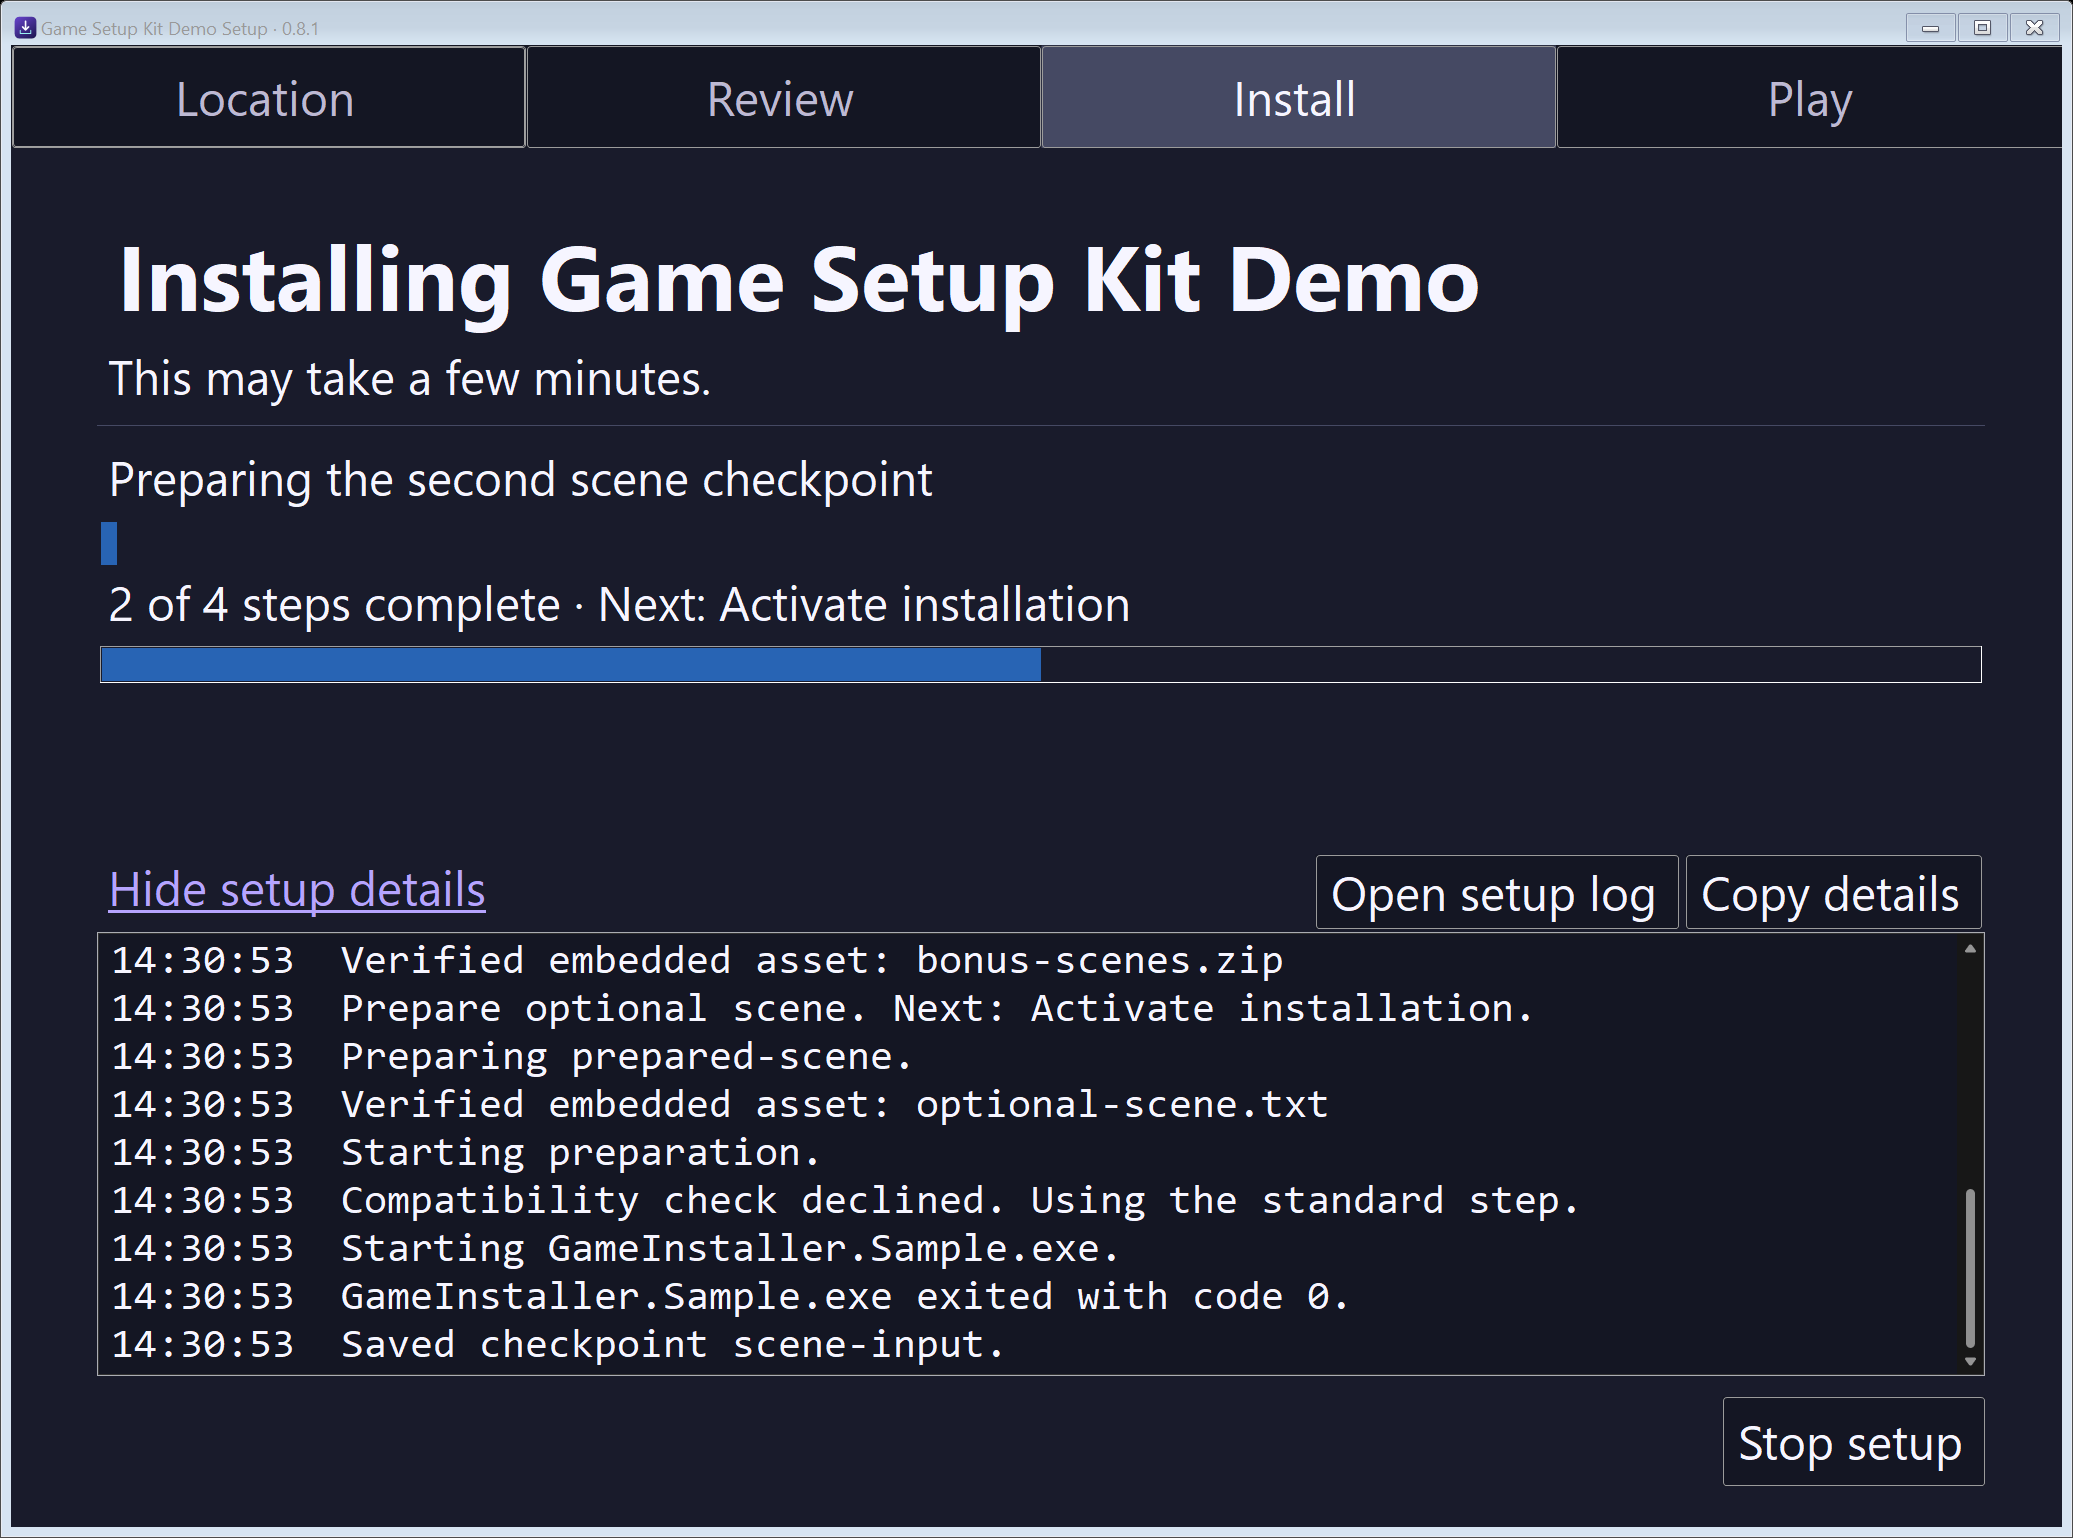 Game Setup Kit Demo Setup · 0.8.1
Location
Review
Install
Play
Installing Game Setup Kit Demo
This may take a few minutes.
Preparing the second scene checkpoint
2 of 4 steps complete · Next: Activate installation
Hide setup details
Open setup log
Copy details
14:30:53  Verified embedded asset: bonus-scenes.zip
14:30:53  Prepare optional scene. Next: Activate installation.
14:30:53  Preparing prepared-scene.
14:30:53  Verified embedded asset: optional-scene.txt
14:30:53  Starting preparation.
14:30:53  Compatibility check declined. Using the standard step.
14:30:53  Starting GameInstaller.Sample.exe.
14:30:53  GameInstaller.Sample.exe exited with code 0.
14:30:53  Saved checkpoint scene-input.
Stop setup